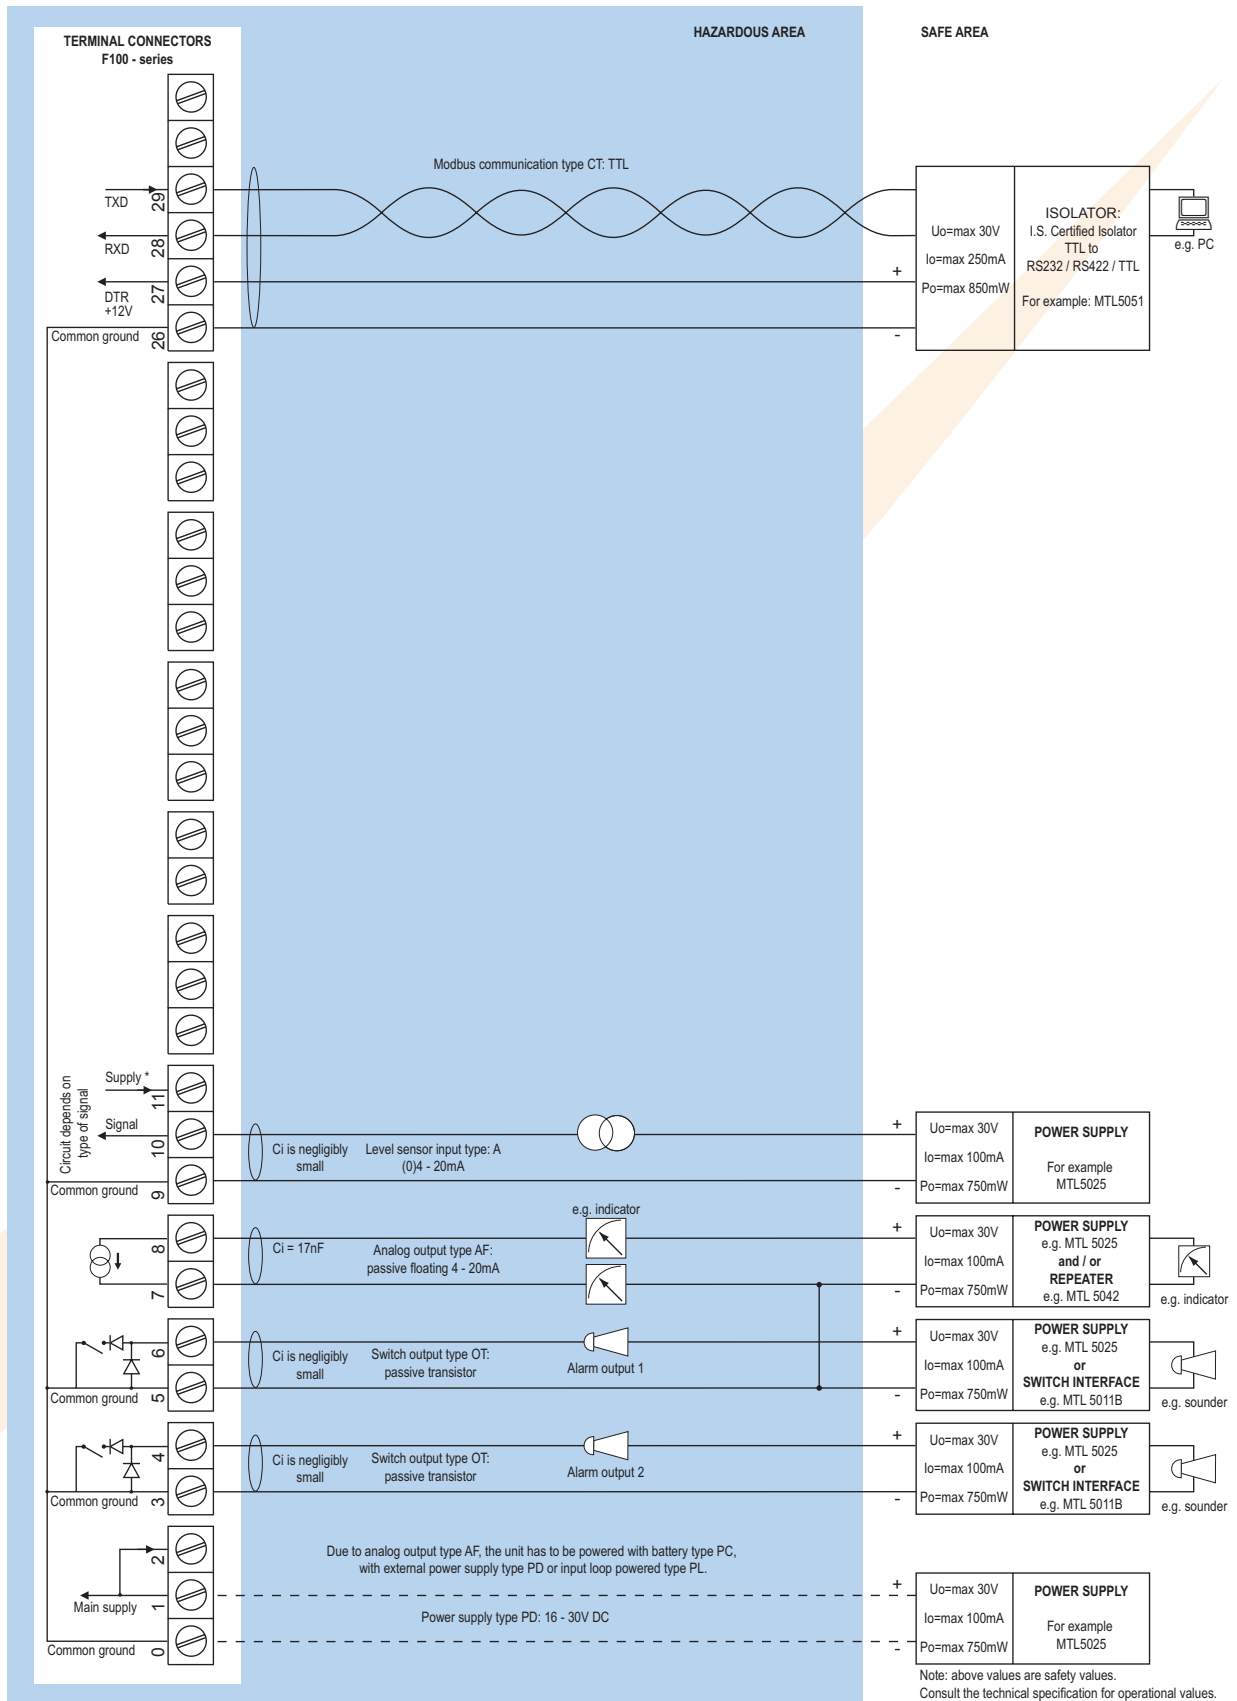 HAZARDOUS AREA
SAFE AREA
TERMINAL CONNECTORS
F100 - series
Modbus communication type CT: TTL
TXD
29
RXD
28
DTR
+12V
27
Common ground
26
+
-
Uo=max 30V
Io=max 250mA
Po=max 850mW
ISOLATOR:
I.S. Certified Isolator
TTL to
RS232 / RS422 / TTL
For example: MTL5051
e.g. PC
Circuit depends on
type of signal
Supply *
11
Signal
10
Common ground
9
Ci is negligibly
small
Level sensor input type: A
(0)4 - 20mA
+
-
Uo=max 30V
Io=max 100mA
Po=max 750mW
POWER SUPPLY
For example
MTL5025
8
7
Ci = 17nF
Analog output type AF:
passive floating 4 - 20mA
e.g. indicator
+
-
Uo=max 30V
Io=max 100mA
Po=max 750mW
POWER SUPPLY
e.g. MTL 5025
and / or
REPEATER
e.g. MTL 5042
e.g. indicator
6
Common ground
5
Ci is negligibly
small
Switch output type OT:
passive transistor
Alarm output 1
+
-
Uo=max 30V
Io=max 100mA
Po=max 750mW
POWER SUPPLY
e.g. MTL 5025
or
SWITCH INTERFACE
e.g. MTL 5011B
e.g. sounder
4
Common ground
3
Ci is negligibly
small
Switch output type OT:
passive transistor
Alarm output 2
+
-
Uo=max 30V
Io=max 100mA
Po=max 750mW
POWER SUPPLY
e.g. MTL 5025
or
SWITCH INTERFACE
e.g. MTL 5011B
e.g. sounder
2
Main supply
1
Common ground
0
Due to analog output type AF, the unit has to be powered with battery type PC,
with external power supply type PD or input loop powered type PL.
Power supply type PD: 16 - 30V DC
+
-
Uo=max 30V
Io=max 100mA
Po=max 750mW
POWER SUPPLY
For example
MTL5025
Note: above values are safety values.
Consult the technical specification for operational values.